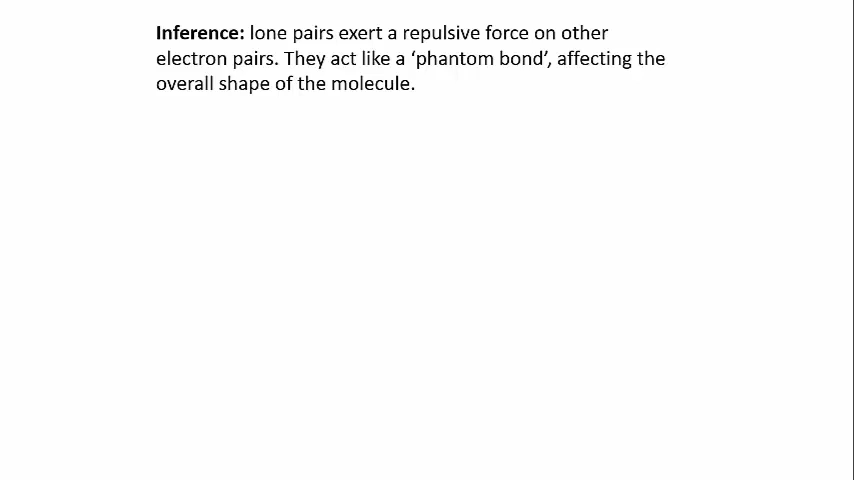 Inference: lone pairs exert a repulsive force on other
electron pairs. They act like a ‘phantom bond’, affecting the
overall shape of the molecule.